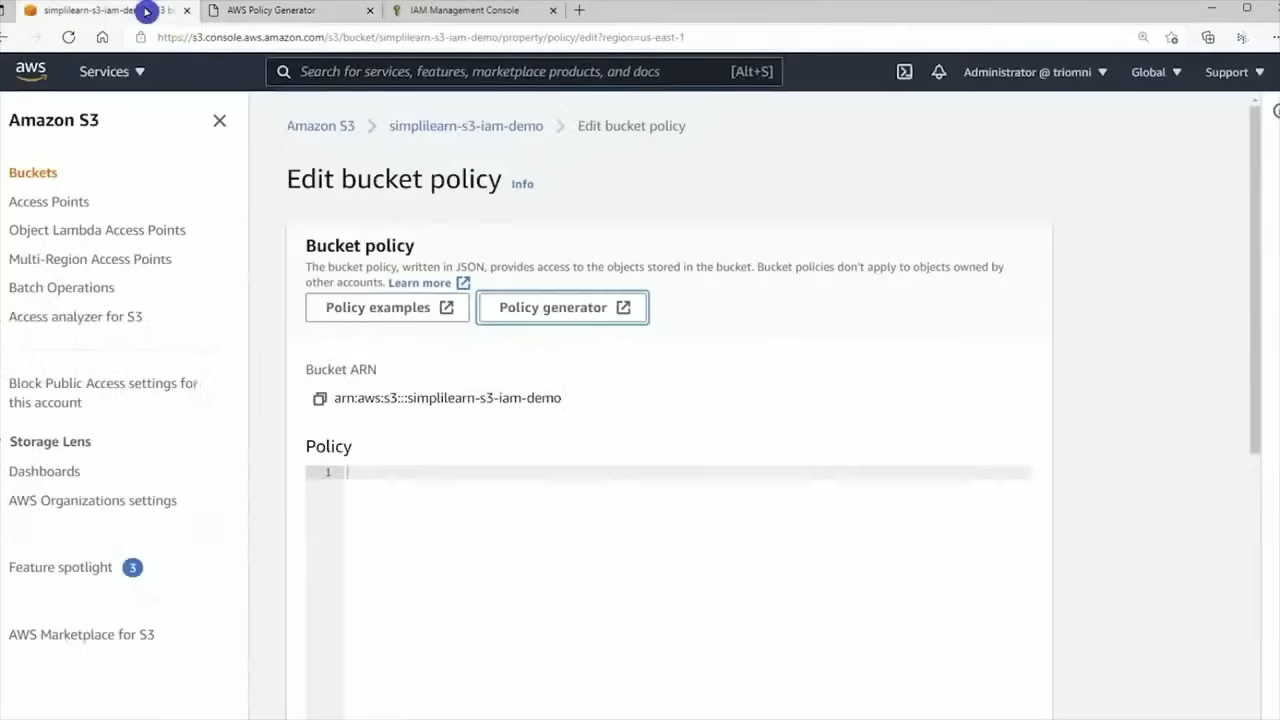 simplilearn-s3-iam-de
AWS Policy Generator
IAM Management Console
https://s3.console.aws.amazon.com/s3/bucket/simplilearn-s3-iam-demo/property/policy/edit?region=us-east-1
aws
Services
Search for services, features, marketplace products, and docs
[Alt+S]
Administrator @ triomni
Global
Support
Amazon S3
Buckets
Access Points
Object Lambda Access Points
Multi-Region Access Points
Batch Operations
Access analyzer for S3
Block Public Access settings for
this account
Storage Lens
Dashboards
AWS Organizations settings
Feature spotlight 3
AWS Marketplace for S3
Amazon S3 simplilearn-s3-iam-demo Edit bucket policy
Edit bucket policy Info
Bucket policy
The bucket policy, written in JSON, provides access to the objects stored in the bucket. Bucket policies don't apply to objects owned by
other accounts. Learn more
Policy examples
Policy generator
Bucket ARN
arn:aws:s3:::simplilearn-s3-iam-demo
Policy
1